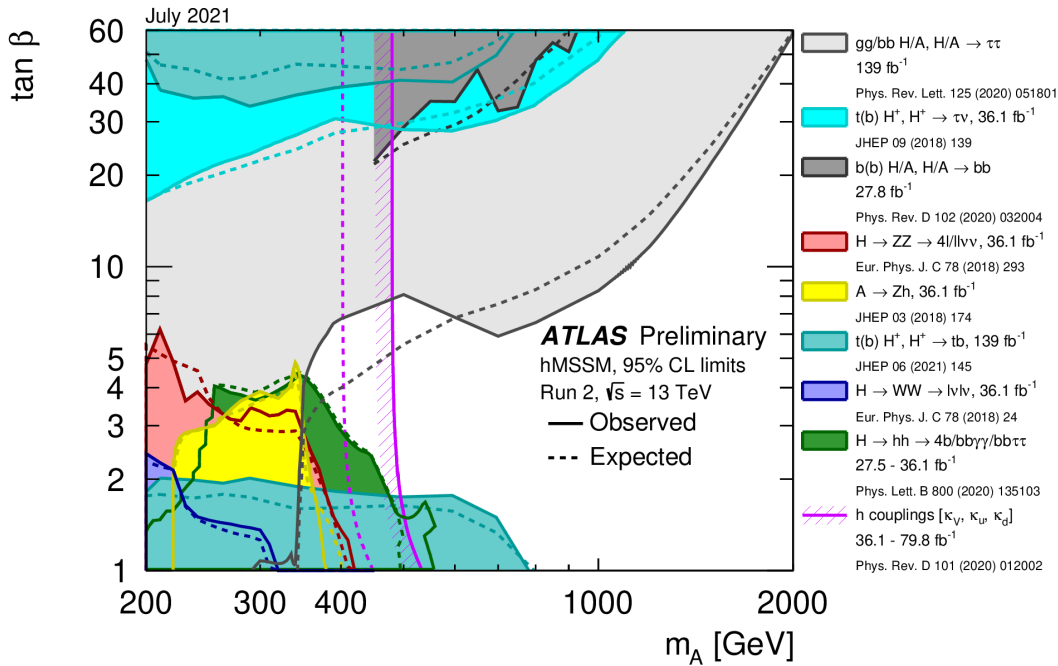 July 2021
tan β
60
40
30
20
10
5
4
3
2
1
200
300
400
1000
2000
m_A [GeV]
ATLAS Preliminary
hMSSM, 95% CL limits
Run 2, √s = 13 TeV
Observed
Expected
gg/bb H/A, H/A → ττ
139 fb⁻¹
Phys. Rev. Lett. 125 (2020) 051801
t(b) H⁺, H⁺ → τν, 36.1 fb⁻¹
JHEP 09 (2018) 139
b(b) H/A, H/A → bb
27.8 fb⁻¹
Phys. Rev. D 102 (2020) 032004
H → ZZ → 4l/llνν, 36.1 fb⁻¹
Eur. Phys. J. C 78 (2018) 293
A → Zh, 36.1 fb⁻¹
JHEP 03 (2018) 174
t(b) H⁺, H⁺ → tb, 139 fb⁻¹
JHEP 06 (2021) 145
H → WW → lνlν, 36.1 fb⁻¹
Eur. Phys. J. C 78 (2018) 24
H → hh → 4b/bbγγ/bbττ
27.5 - 36.1 fb⁻¹
Phys. Lett. B 800 (2020) 135103
h couplings [κ_V, κ_u, κ_d]
36.1 - 79.8 fb⁻¹
Phys. Rev. D 101 (2020) 012002